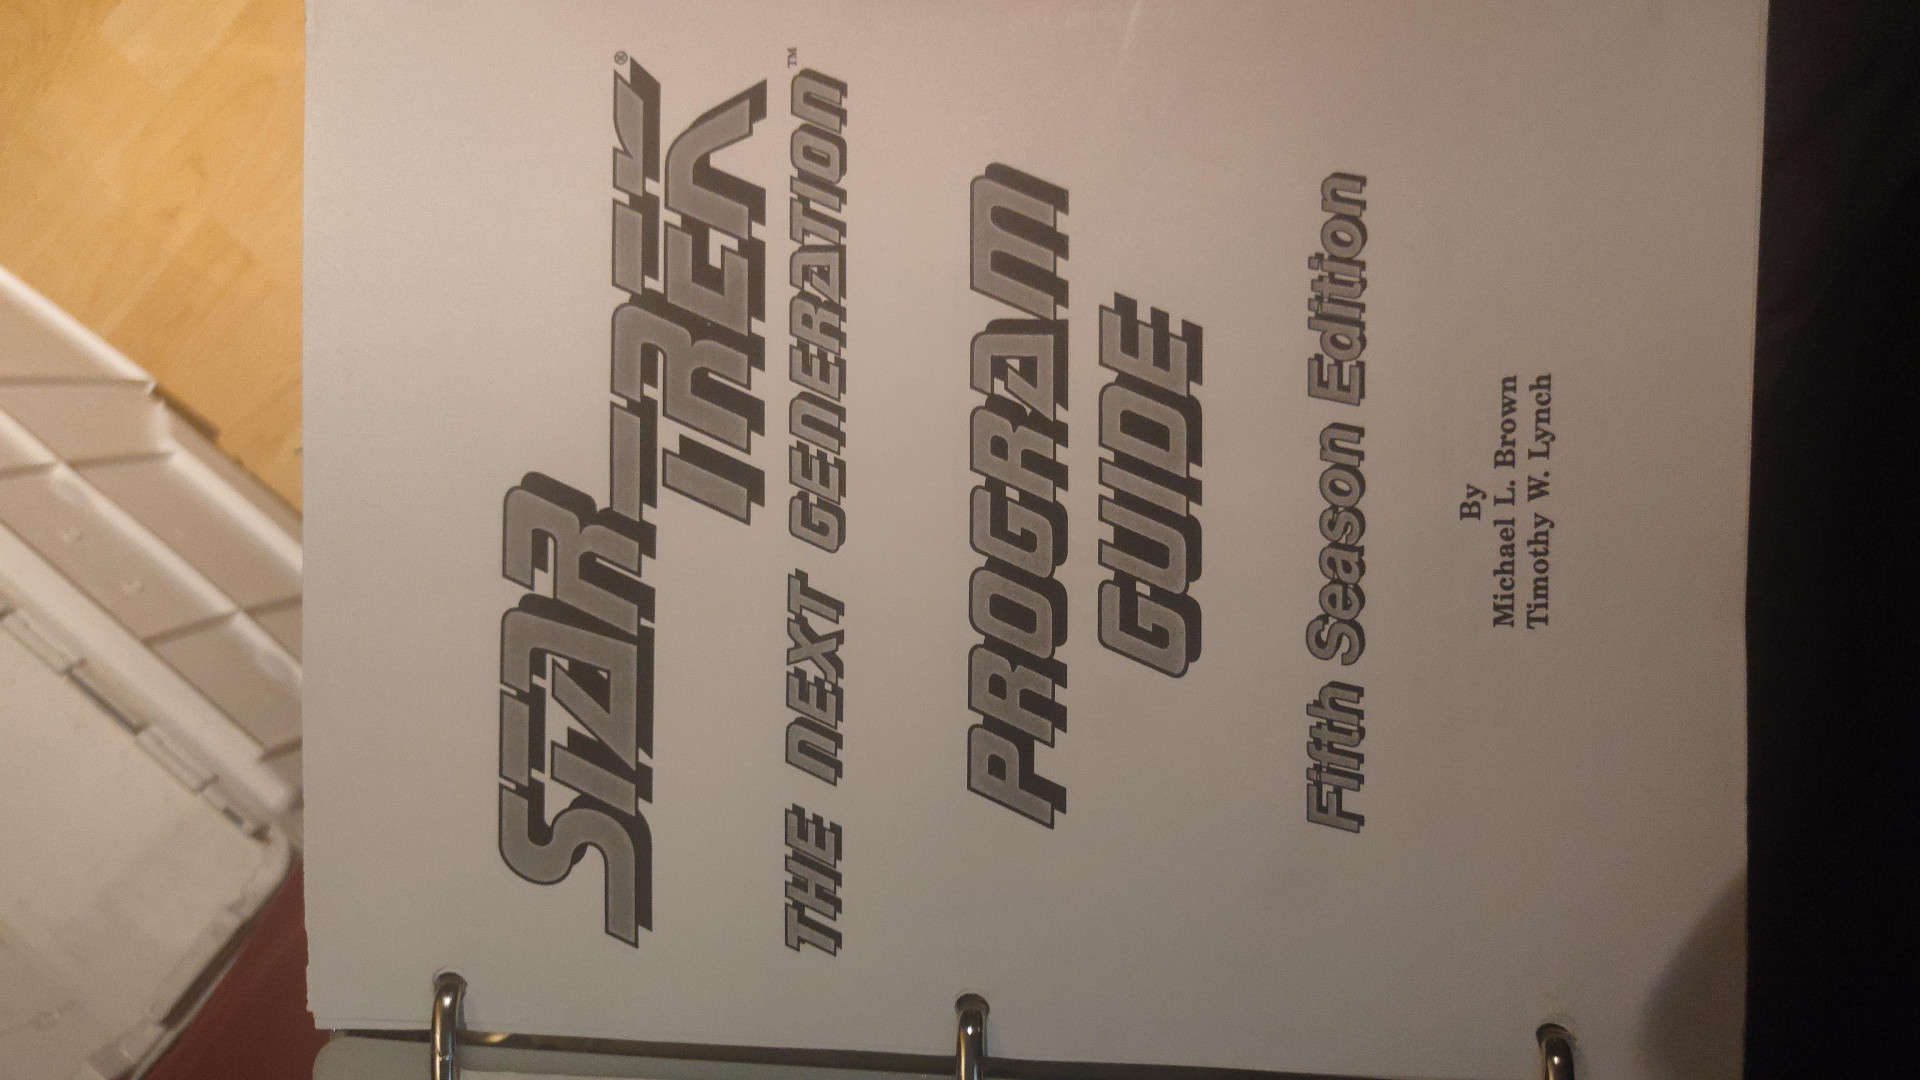 STAR TREK®
THE NEXT GENERATION™
PROGRAM
GUIDE
Fifth Season Edition
By
Michael L. Brown
Timothy W. Lynch